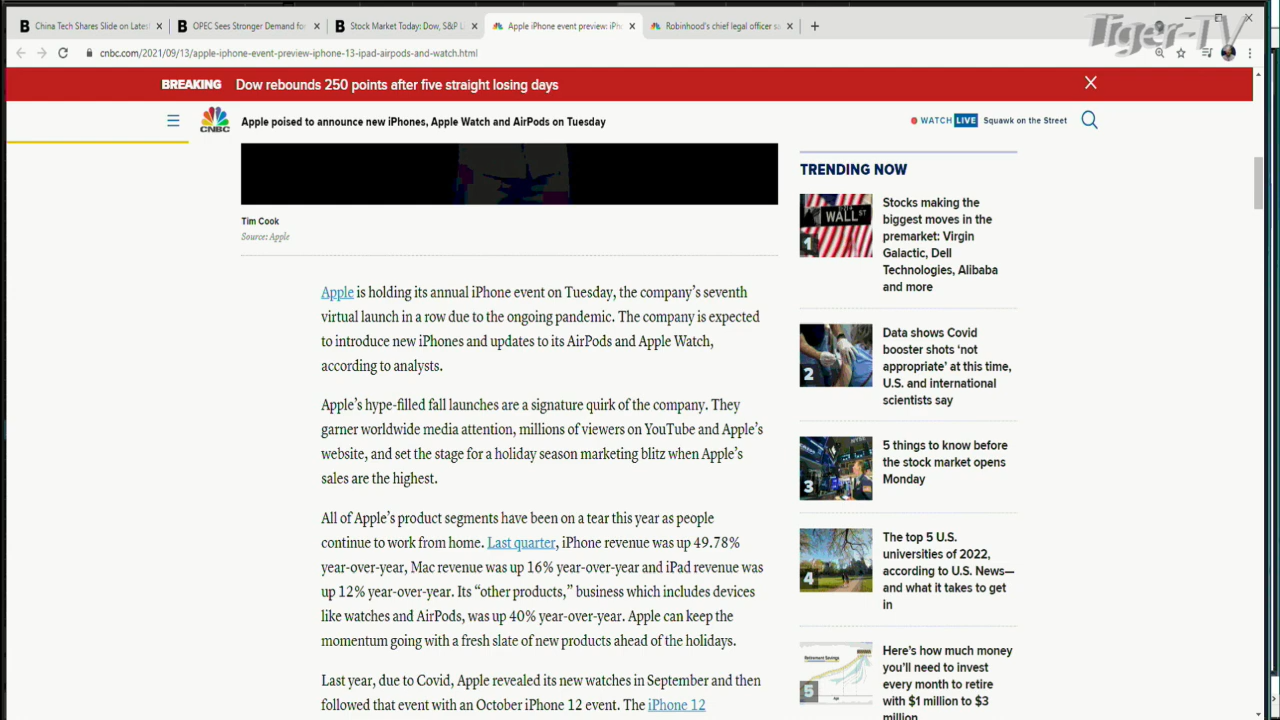 China Tech Shares Slide on Latest
OPEC Sees Stronger Demand for
Stock Market Today: Dow, S&P L
Apple iPhone event preview: iPh
Robinhood's chief legal officer sa
Tiger-TV
cnbc.com/2021/09/13/apple-iphone-event-preview-iphone-13-ipad-airpods-and-watch.html
BREAKING Dow rebounds 250 points after five straight losing days
CNBC
Apple poised to announce new iPhones, Apple Watch and AirPods on Tuesday
WATCH LIVE Squawk on the Street
Tim Cook
Source: Apple
Apple is holding its annual iPhone event on Tuesday, the company's seventh
virtual launch in a row due to the ongoing pandemic. The company is expected
to introduce new iPhones and updates to its AirPods and Apple Watch,
according to analysts.
Apple's hype-filled fall launches are a signature quirk of the company. They
garner worldwide media attention, millions of viewers on YouTube and Apple's
website, and set the stage for a holiday season marketing blitz when Apple's
sales are the highest.
All of Apple's product segments have been on a tear this year as people
continue to work from home. Last quarter, iPhone revenue was up 49.78%
year-over-year, Mac revenue was up 16% year-over-year and iPad revenue was
up 12% year-over-year. Its “other products,” business which includes devices
like watches and AirPods, was up 40% year-over-year. Apple can keep the
momentum going with a fresh slate of new products ahead of the holidays.
Last year, due to Covid, Apple revealed its new watches in September and then
followed that event with an October iPhone 12 event. The iPhone 12
TRENDING NOW
WALL ST
1
Stocks making the
biggest moves in the
premarket: Virgin
Galactic, Dell
Technologies, Alibaba
and more
2
Data shows Covid
booster shots ‘not
appropriate’ at this time,
U.S. and international
scientists say
3
5 things to know before
the stock market opens
Monday
4
The top 5 U.S.
universities of 2022,
according to U.S. News—
and what it takes to get
in
Retirement Savings
Age
5
Here's how much money
you'll need to invest
every month to retire
with $1 million to $3
million